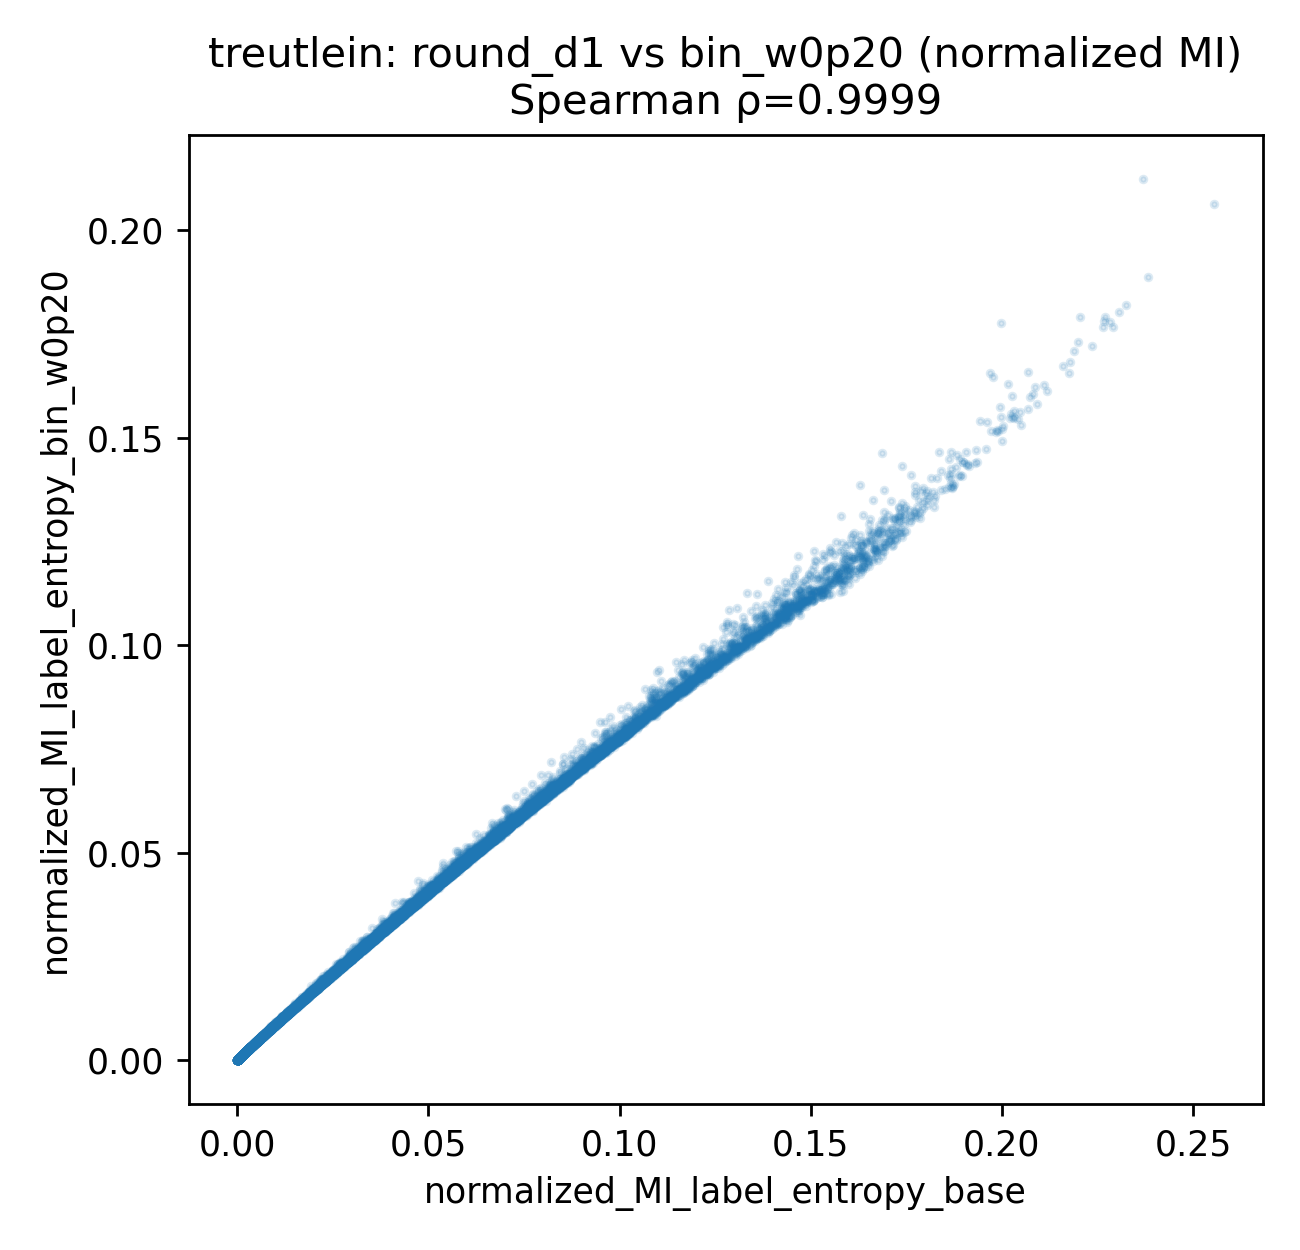 treutlein: round_d1 vs bin_w0p20 (normalized MI)
Spearman ρ=0.9999
normalized_MI_label_entropy_bin_w0p20
0.20
0.15
0.10
0.05
0.00
0.00 0.05 0.10 0.15 0.20 0.25
normalized_MI_label_entropy_base